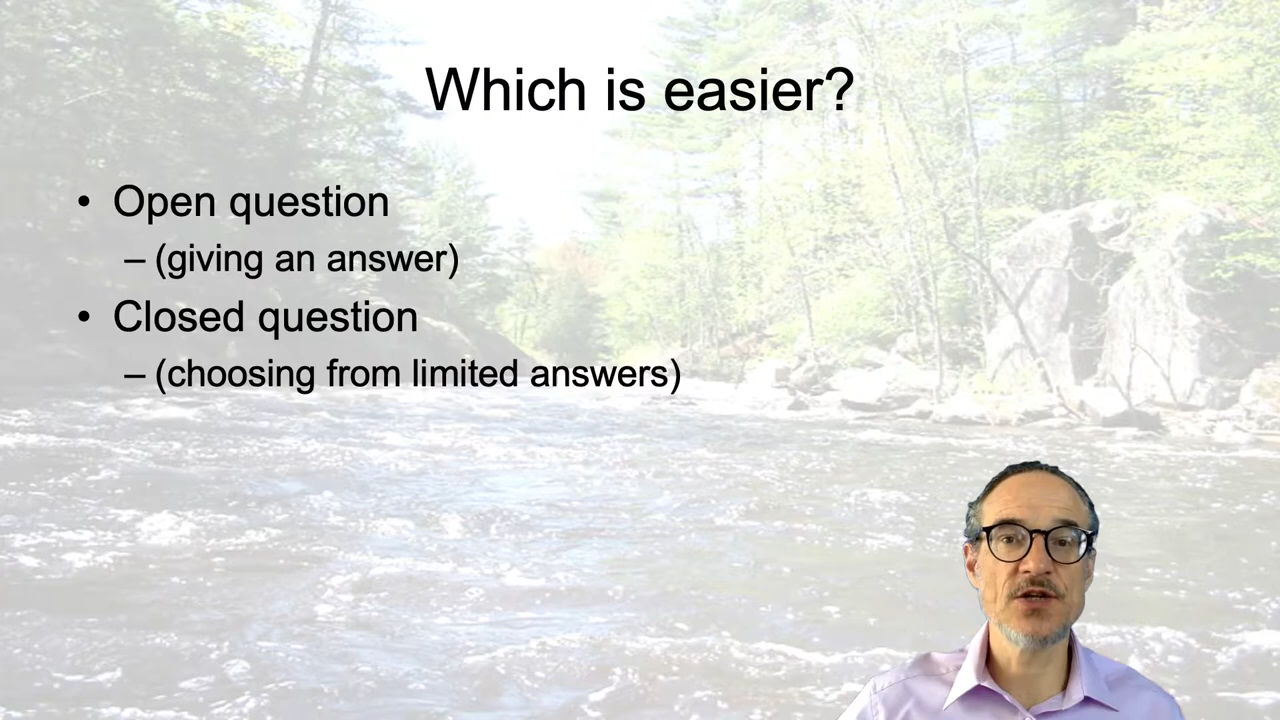 Which is easier?
• Open question
– (giving an answer)
• Closed question
– (choosing from limited answers)